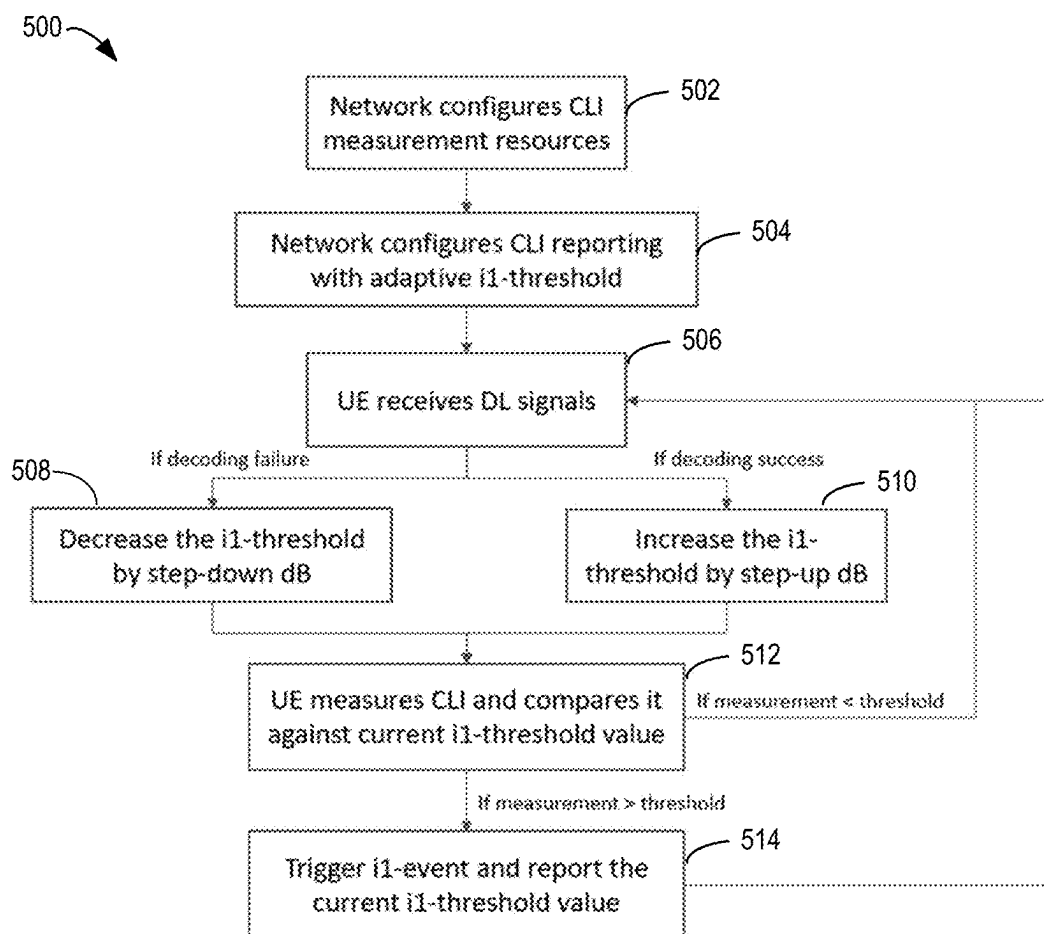 500
502
Network configures CLI
measurement resources
504
Network configures CLI reporting
with adaptive i1-threshold
506
UE receives DL signals
508
If decoding failure
If decoding success
510
Decrease the i1-threshold
by step-down dB
Increase the i1-
threshold by step-up dB
512
UE measures CLI and compares it
against current i1-threshold value
If measurement < threshold
If measurement > threshold
514
Trigger i1-event and report the
current i1-threshold value